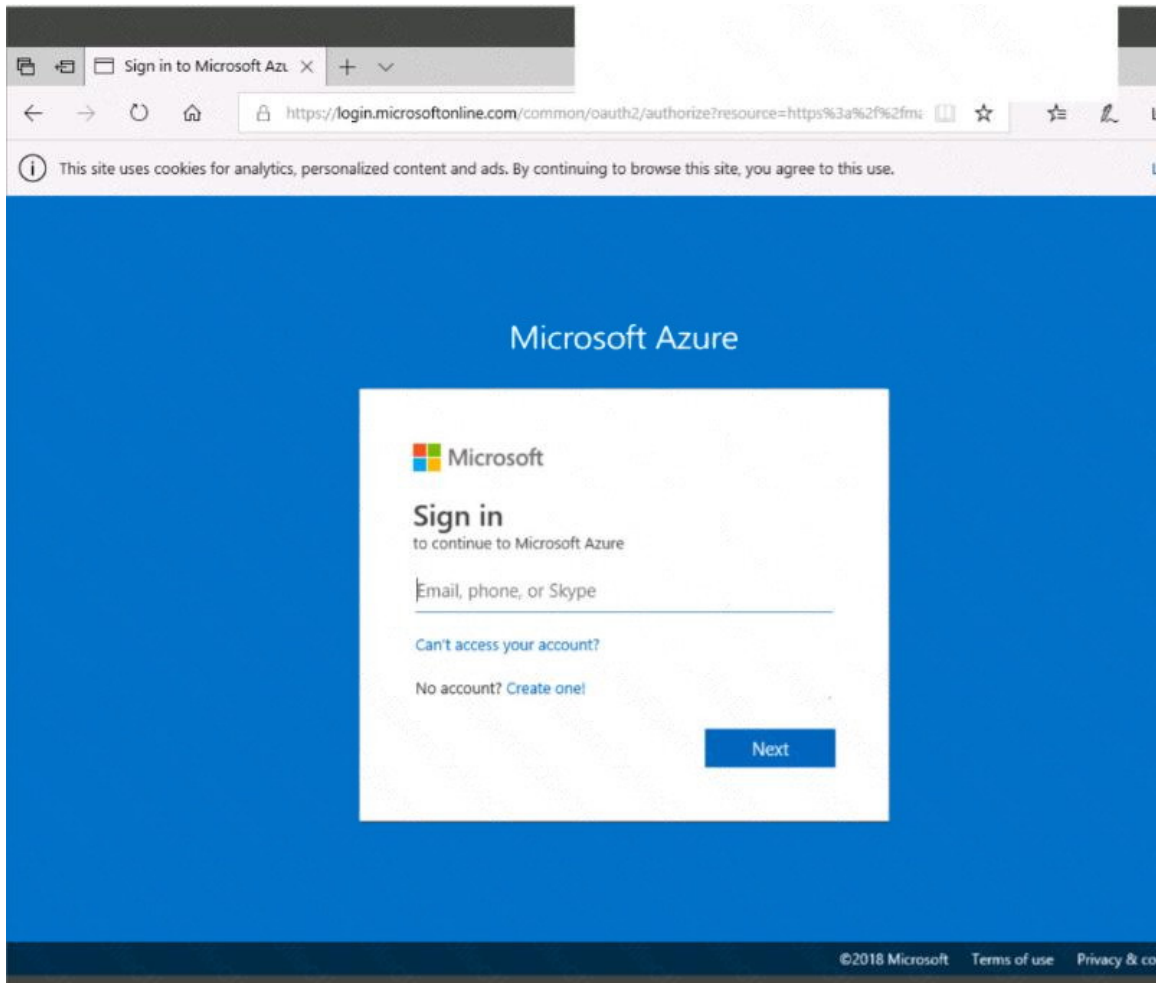 Sign in to Microsoft Az
https://login.microsoftonline.com/common/oauth2/authorize?resource=https%3a%2f%2fma
This site uses cookies for analytics, personalized content and ads. By continuing to browse this site, you agree to this use.
Microsoft Azure
Microsoft
Sign in
to continue to Microsoft Azure
Email, phone, or Skype
Can't access your account?
No account? Create one!
Next
©2018 Microsoft Terms of use Privacy & co